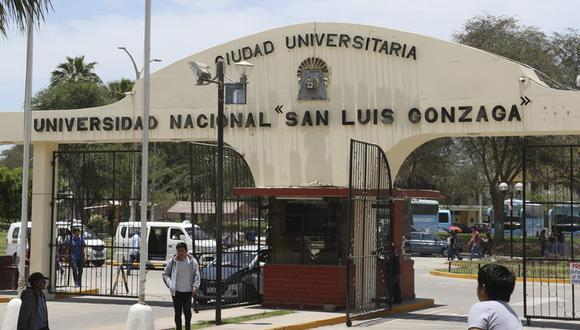 CIUDAD UNIVERSITARIA
UNIVERSIDAD NACIONAL "SAN LUIS GONZAGA"